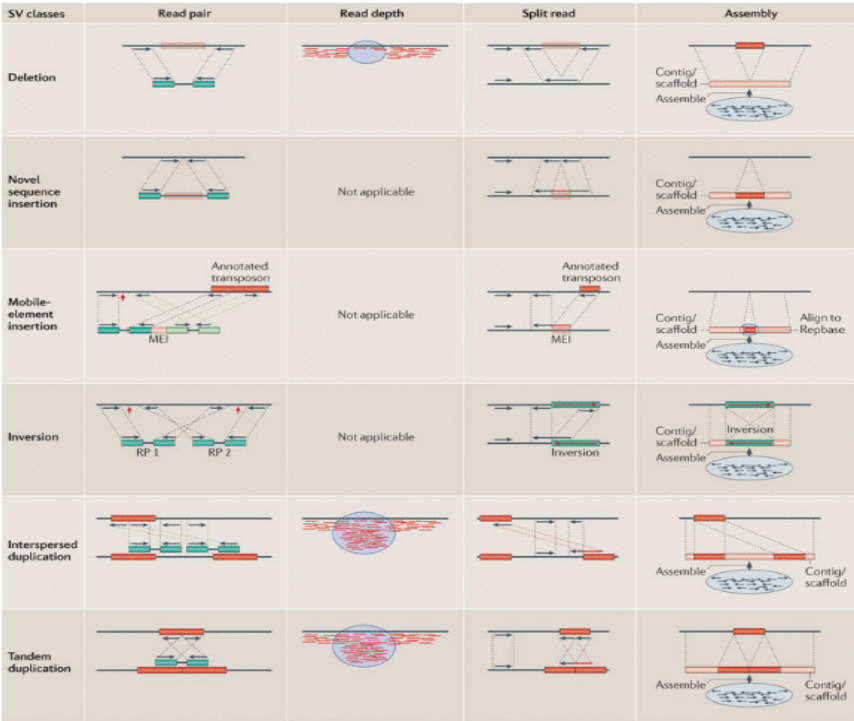 SV classes Read pair Read depth Split read Assembly
Deletion
Contig/
scaffold
Assemble
Novel
sequence
insertion
Not applicable
Contig/
scaffold
Assemble
Mobile-
element
insertion
Annotated
transposon
MEI
Not applicable
Annotated
transposon
MEI
Contig/
scaffold
Align to
Repbase
Assemble
Inversion
RP 1 RP 2
Not applicable
Inversion
Contig/
scaffold
Inversion
Assemble
Interspersed
duplication
Assemble
Contig/
scaffold
Tandem
duplication
Assemble
Contig/
scaffold